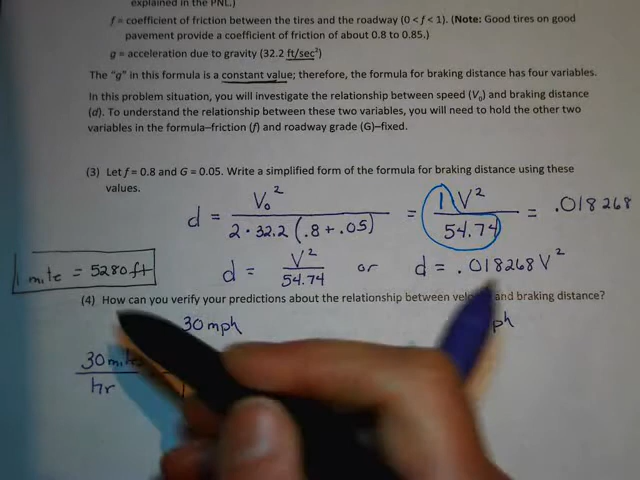 explained in the PNL.)
f = coefficient of friction between the tires and the roadway (0 < f < 1). (Note: Good tires on good
pavement provide a coefficient of friction of about 0.8 to 0.85.)
g = acceleration due to gravity (32.2 ft/sec²)
The "g" in this formula is a constant value; therefore, the formula for braking distance has four variables.
In this problem situation, you will investigate the relationship between speed (V₀) and braking distance
(d). To understand the relationship between these two variables, you will need to hold the other two
variables in the formula–friction (f) and roadway grade (G)–fixed.
(3) Let f = 0.8 and G = 0.05. Write a simplified form of the formula for braking distance using these
values.
d = V₀² / 2·32.2(.8 + .05) = 1 V² / 54.74 = .018268
1 mile = 5280 ft
d = V² / 54.74 or d = .018268V²
(4) How can you verify your predictions about the relationship between and braking distance?
30mph ph
30 / hr